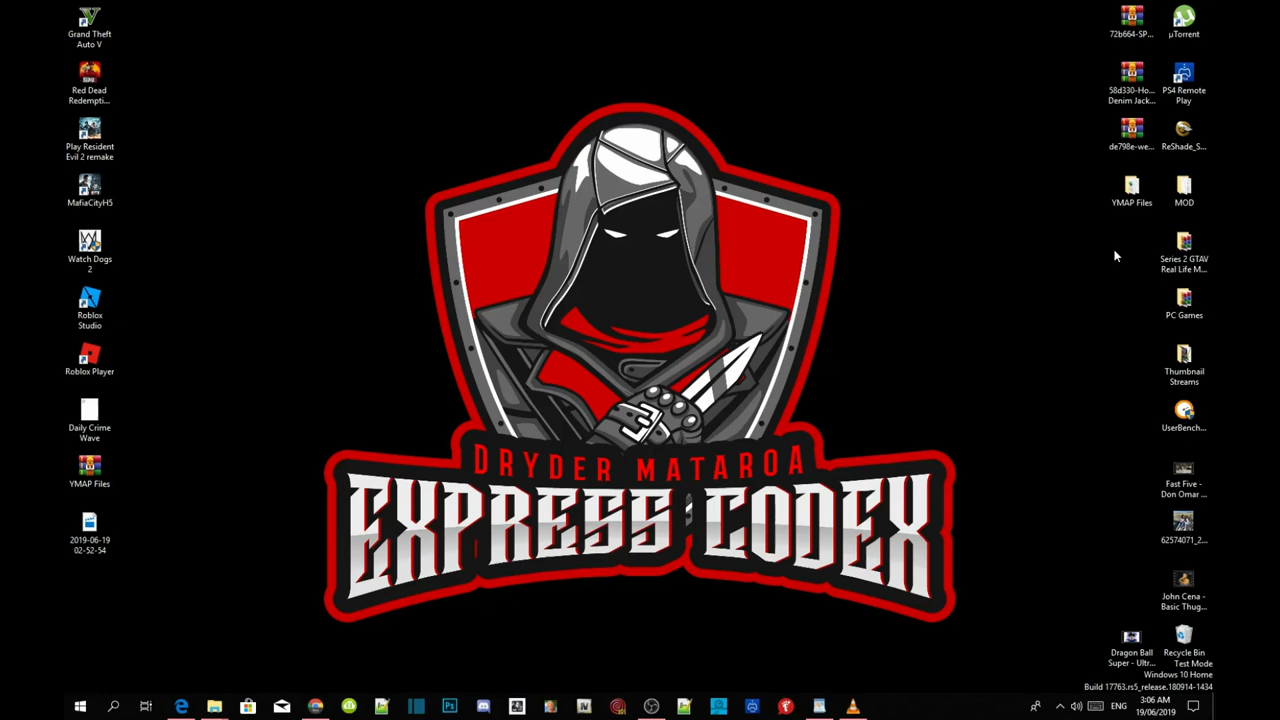 Grand Theft
Auto V
Red Dead
Redempti...
Play Resident
Evil 2 remake
MafiaCityH5
Watch Dogs
2
Roblox
Studio
Roblox Player
Daily Crime
Wave
YMAP Files
2019-06-19
02-52-54
DRYDER MATAROA
EXPRESS CODEX
72b664-SP...
µTorrent
58d330-Ho...
Denim Jack...
PS4 Remote
Play
de798e-we...
ReShade_S...
YMAP Files
MOD
Series 2 GTAV
Real Life M...
PC Games
Thumbnail
Streams
UserBench...
Fast Five -
Don Omar ...
62574071_2...
John Cena -
Basic Thug...
Dragon Ball
Super - Ultr...
Recycle Bin
Test Mode
Windows 10 Home
Build 17763.rs5_release.180914-1434
ENG
3:06 AM
19/06/2019